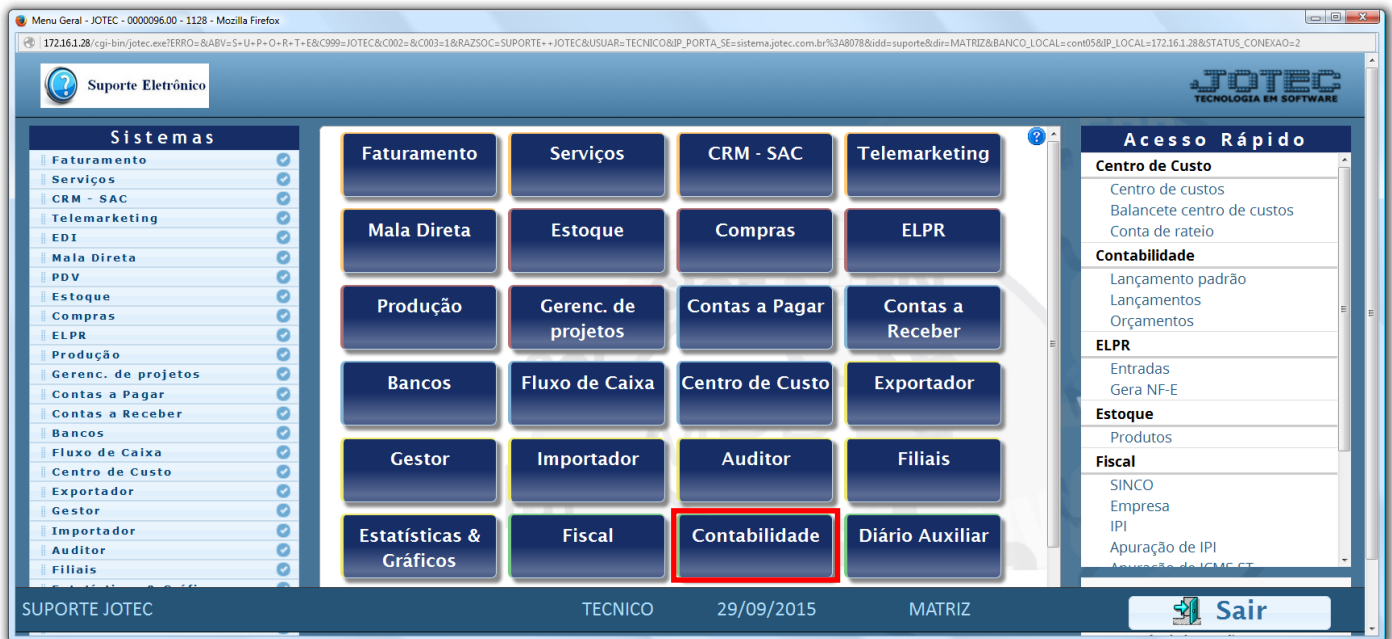 Menu Geral - JOTEC - 0000096.00 - 1128 - Mozilla Firefox
172.16.1.28/cgi-bin/jotec.exe?ERRO=&ABV=S+U+P+O+R+T+E&C999=JOTEC&C002=&C003=1&RAZSOC=SUPORTE++JOTEC&USUAR=TECNICO&IP_PORTA_SE=sistema.jotec.com.br%3A8078&idd=suporte&dir=MATRIZ&BANCO_LOCAL=cont05&IP_LOCAL=172.16.1.28&STATUS_CONEXAO=2
Suporte Eletrônico
JOTEC
TECNOLOGIA EM SOFTWARE
Sistemas
Faturamento
Serviços
CRM - SAC
Telemarketing
EDI
Mala Direta
PDV
Estoque
Compras
ELPR
Produção
Gerenc. de projetos
Contas a Pagar
Contas a Receber
Bancos
Fluxo de Caixa
Centro de Custo
Exportador
Gestor
Importador
Auditor
Filiais
Faturamento
Serviços
CRM - SAC
Telemarketing
Mala Direta
Estoque
Compras
ELPR
Produção
Gerenc. de
projetos
Contas a Pagar
Contas a
Receber
Bancos
Fluxo de Caixa
Centro de Custo
Exportador
Gestor
Importador
Auditor
Filiais
Estatísticas &
Gráficos
Fiscal
Contabilidade
Diário Auxiliar
Acesso Rápido
Centro de Custo
Centro de custos
Balancete centro de custos
Conta de rateio
Contabilidade
Lançamento padrão
Lançamentos
Orçamentos
ELPR
Entradas
Gera NF-E
Estoque
Produtos
Fiscal
SINCO
Empresa
IPI
Apuração de IPI
SUPORTE JOTEC
TECNICO
29/09/2015
MATRIZ
Sair